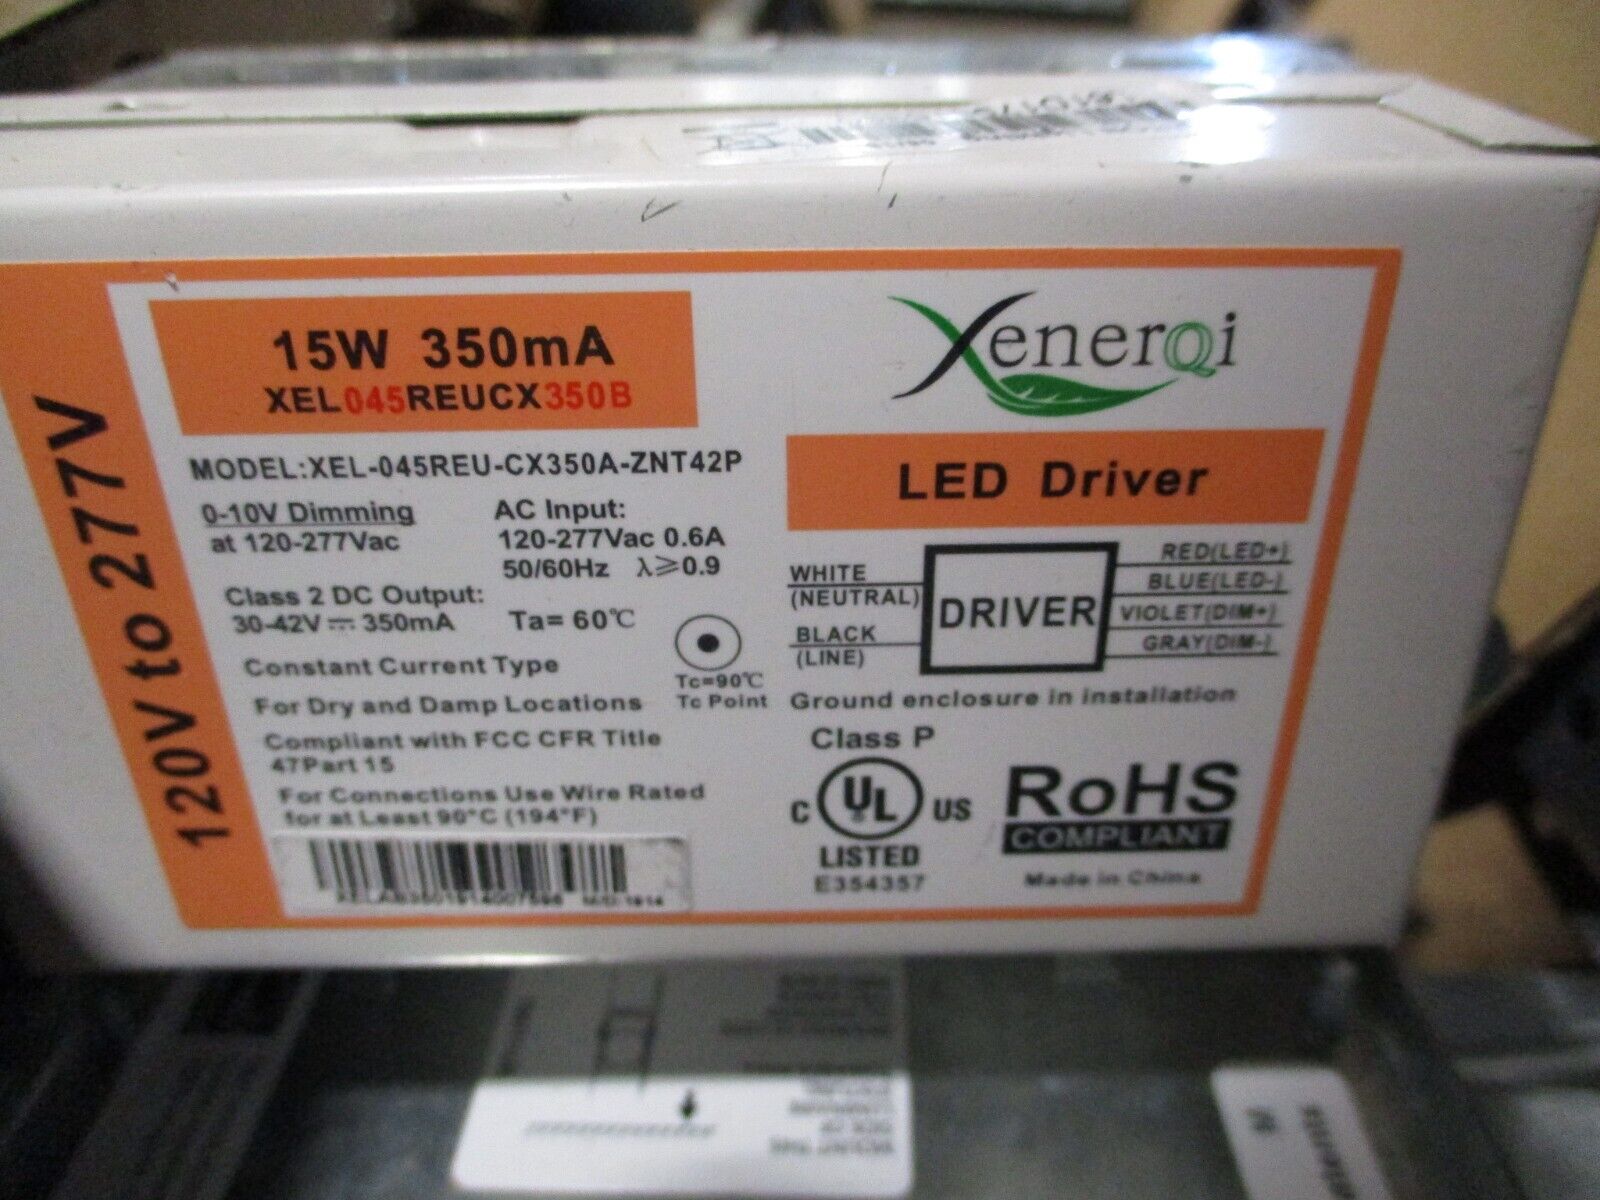 120V to 277V
15W 350mA
XEL045REUCX350B
MODEL:XEL-045REU-CX350A-ZNT42P
0-10V Dimming
at 120-277Vac
AC Input:
120-277Vac 0.6A
50/60Hz λ≥0.9
Class 2 DC Output:
30-42V ⎓ 350mA
Ta= 60℃
Constant Current Type
Tc=90℃
Tc Point
For Dry and Damp Locations
Compliant with FCC CFR Title
47Part 15
For Connections Use Wire Rated
for at Least 90°C (194°F)
XELAB3501914007598 M/D:1914
Xenerqi
LED Driver
WHITE
(NEUTRAL)
BLACK
(LINE)
DRIVER
RED(LED+)
BLUE(LED-)
VIOLET(DIM+)
GRAY(DIM-)
Ground enclosure in installation
Class P
C UL US
LISTED
E354357
RoHS
COMPLIANT
Made in China